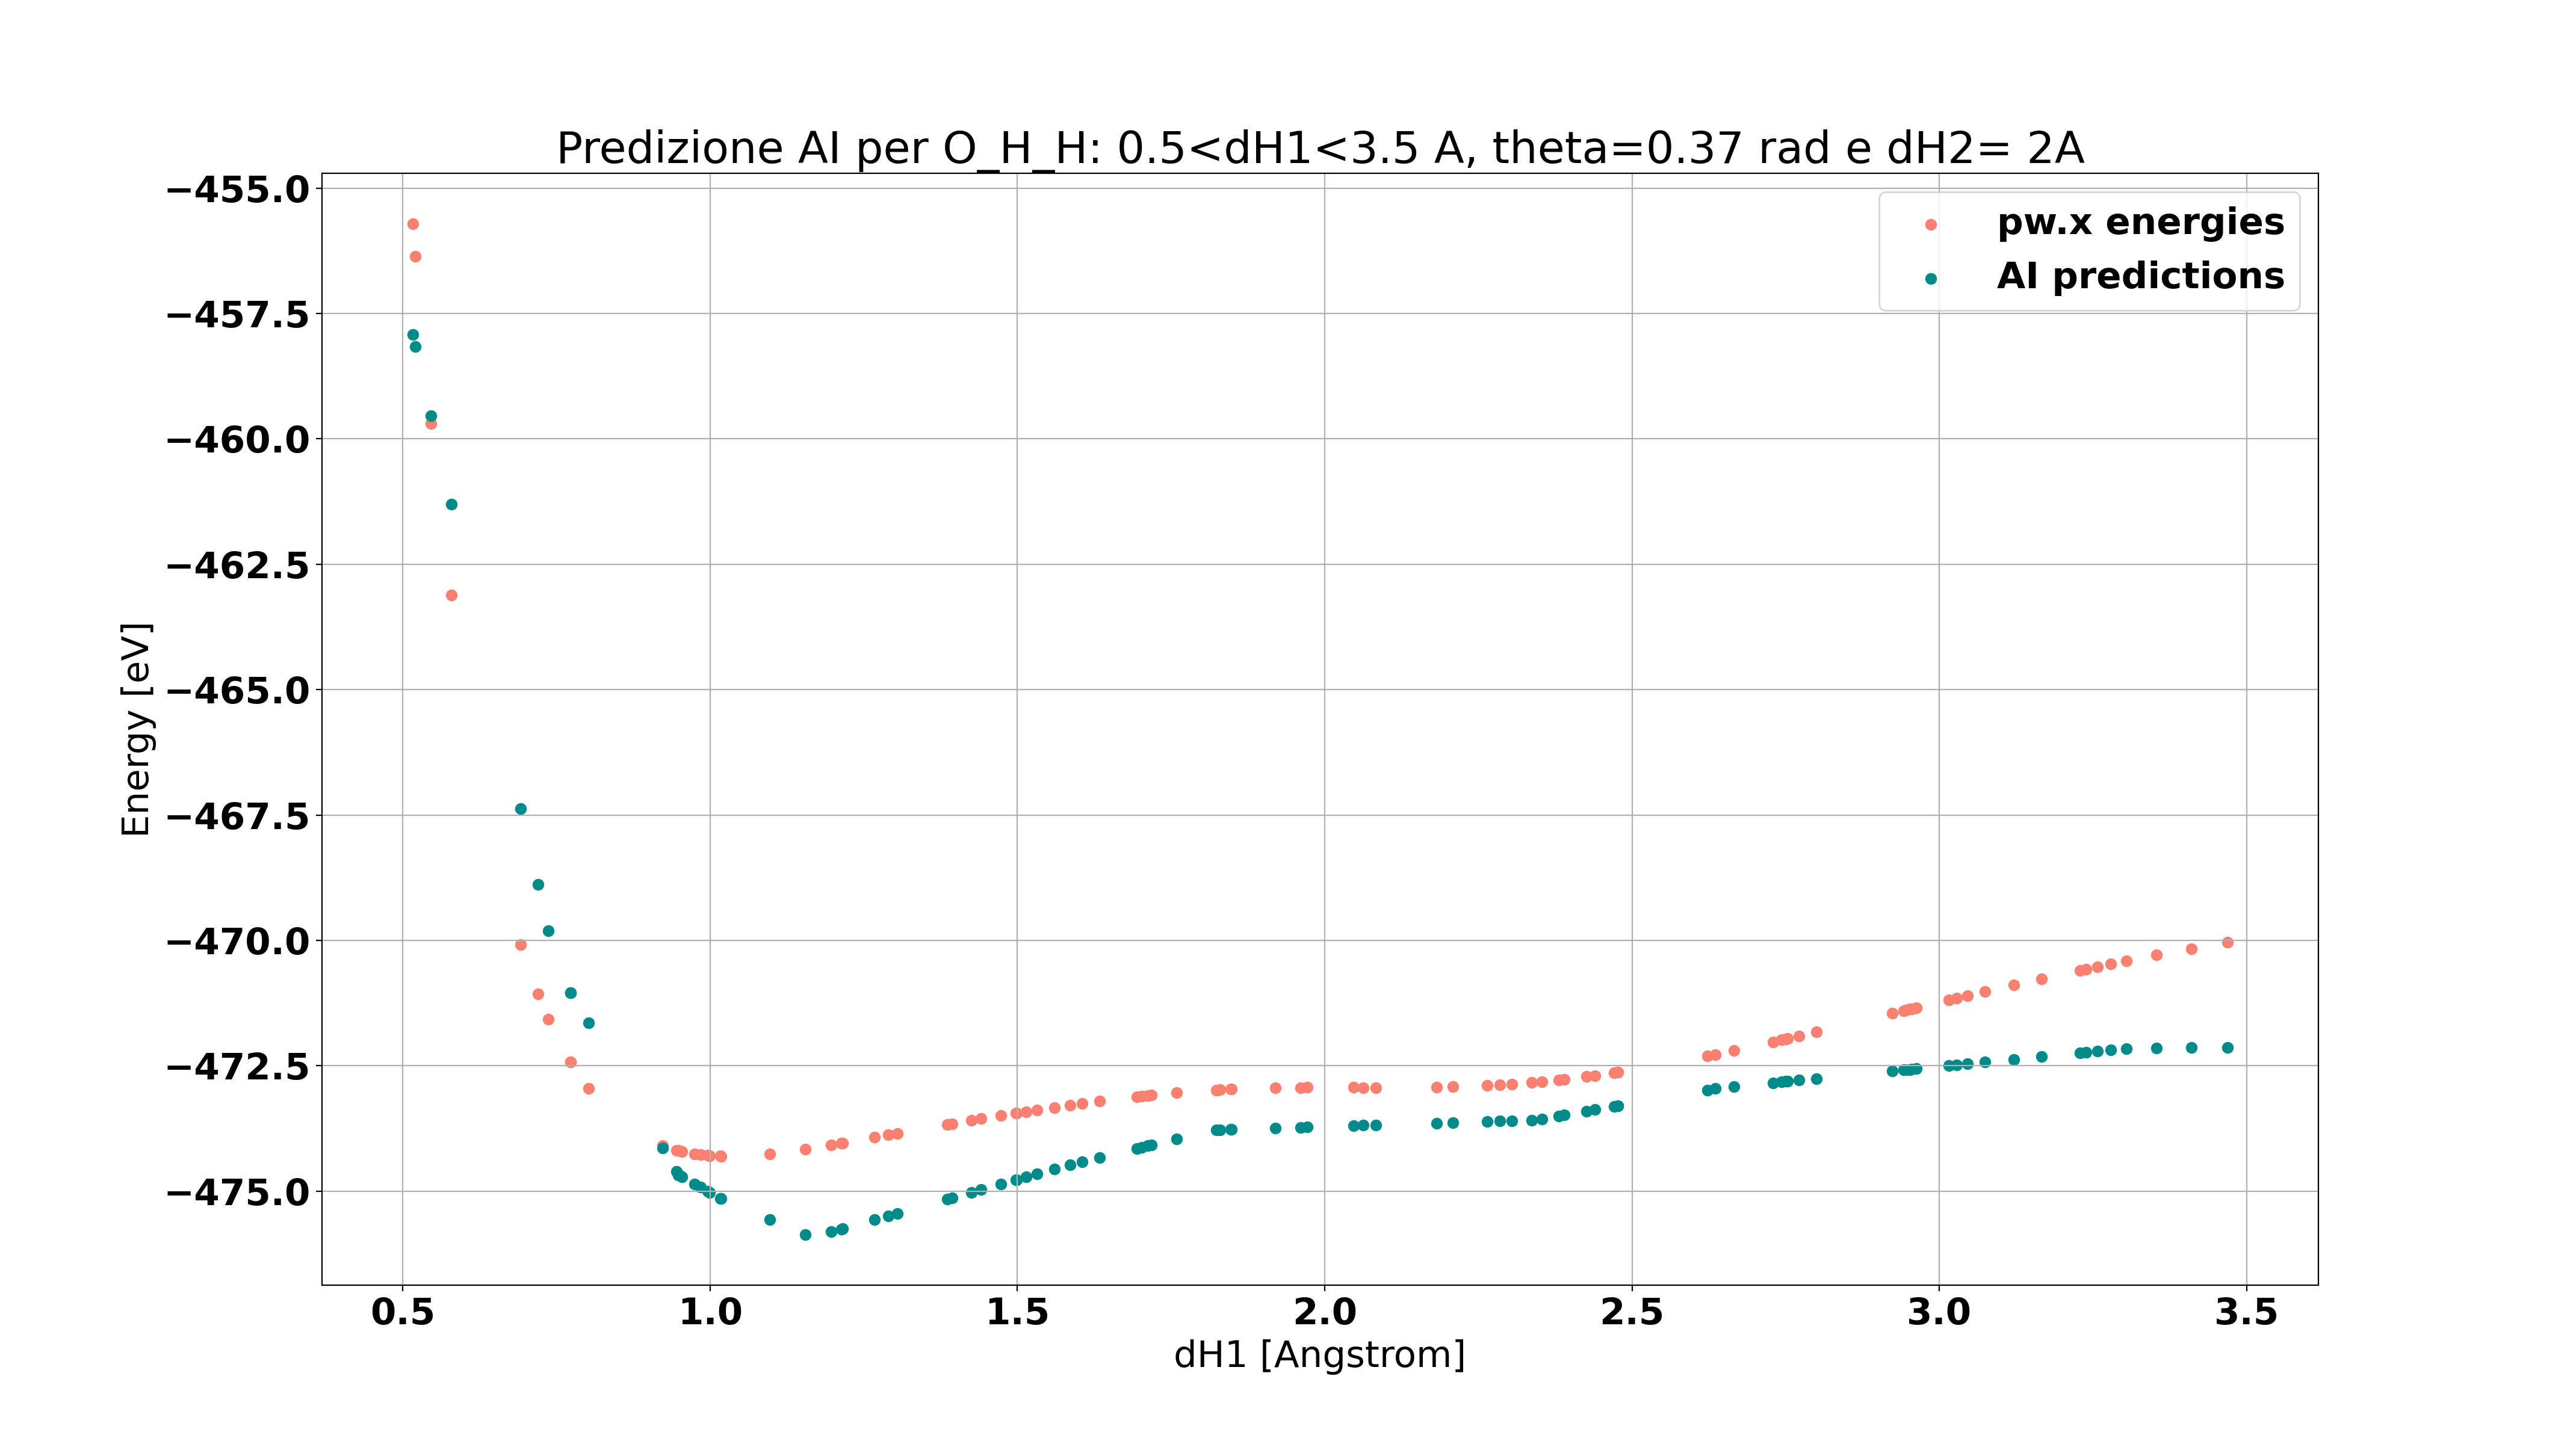 Predizione AI per O_H_H: 0.5<dH1<3.5 A, theta=0.37 rad e dH2= 2A
pw.x energies
AI predictions
Energy [eV]
−455.0
−457.5
−460.0
−462.5
−465.0
−467.5
−470.0
−472.5
−475.0
0.5 1.0 1.5 2.0 2.5 3.0 3.5
dH1 [Angstrom]